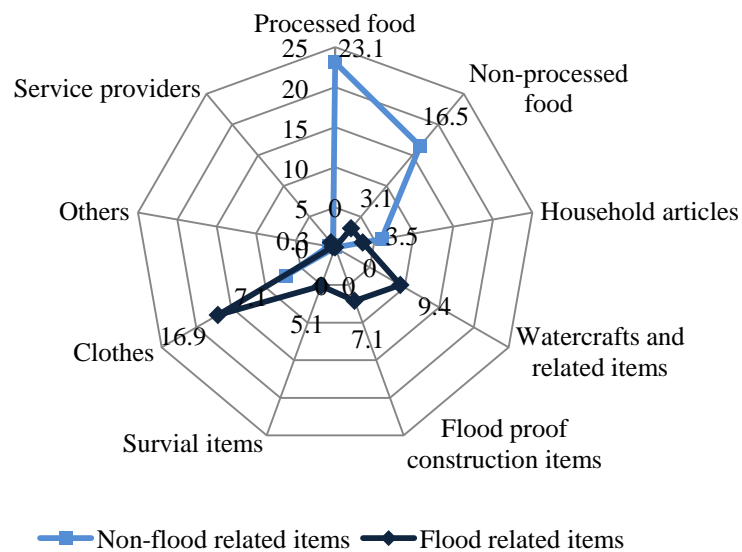 Processed food
25
23.1
Non-processed
food
20
Service providers
16.5
15
10
3.1
5
0
Others
Household articles
0.3
3.5
0
0
7.1
0
0
9.4
16.9
5.1
7.1
Clothes
Watercrafts and
related items
Survial items
Flood proof
construction items
Non-flood related items
Flood related items